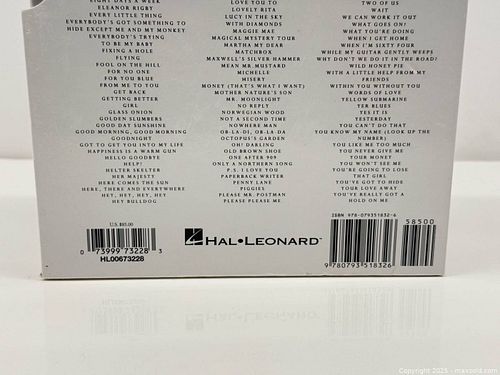 EIGHT DAYS A WEEK
ELEANOR RIGBY
EVERY LITTLE THING
EVERYBODY'S GOT SOMETHING TO
HIDE EXCEPT ME AND MY MONKEY
EVERYBODY'S TRYING
TO BE MY BABY
FIXING A HOLE
FLYING
FOOL ON THE HILL
FOR NO ONE
FOR YOU BLUE
FROM ME TO YOU
GET BACK
GETTING BETTER
GIRL
GLASS ONION
GOLDEN SLUMBERS
GOOD DAY SUNSHINE
GOOD MORNING, GOOD MORNING
GOODNIGHT
GOT TO GET YOU INTO MY LIFE
HAPPINESS IS A WARM GUN
HELLO GOODBYE
HELP!
HELTER SKELTER
HER MAJESTY
HERE COMES THE SUN
HERE, THERE AND EVERYWHERE
HEY, HEY, HEY, HEY
HEY BULLDOG
LOVE YOU TO
LOVELY RITA
LUCY IN THE SKY
WITH DIAMONDS
MAGGIE MAE
MAGICAL MYSTERY TOUR
MARTHA MY DEAR
MATCHBOX
MAXWELL'S SILVER HAMMER
MEAN MR. MUSTARD
MICHELLE
MISERY
MONEY (THAT'S WHAT I WANT)
MOTHER NATURE'S SON
MR. MOONLIGHT
NO REPLY
NORWEGIAN WOOD
NOT A SECOND TIME
NOWHERE MAN
OB-LA-DI, OB-LA-DA
OCTOPUS'S GARDEN
OH! DARLING
OLD BROWN SHOE
ONE AFTER 909
ONLY A NORTHERN SONG
P.S. I LOVE YOU
PAPERBACK WRITER
PENNY LANE
PIGGIES
PLEASE MR. POSTMAN
PLEASE PLEASE ME
TWO OF US
WAIT
WE CAN WORK IT OUT
WHAT GOES ON?
WHAT YOU'RE DOING
WHEN I GET HOME
WHEN I'M SIXTY FOUR
WHILE MY GUITAR GENTLY WEEPS
WHY DON'T WE DO IT IN THE ROAD?
WILD HONEY PIE
WITH A LITTLE HELP FROM MY
FRIENDS
WITHIN YOU WITHOUT YOU
WORDS OF LOVE
YELLOW SUBMARINE
YER BLUES
YES IT IS
YESTERDAY
YOU CAN'T DO THAT
YOU KNOW MY NAME (LOOK UP THE
NUMBER)
YOU LIKE ME TOO MUCH
YOU NEVER GIVE ME
YOUR MONEY
YOU WON'T SEE ME
YOU'RE GOING TO LOSE
THAT GIRL
YOU'VE GOT TO HIDE
YOUR LOVE AWAY
YOU'VE REALLY GOT A
HOLD ON ME
U.S. $85.00
0 73999 73228 3
HL00673228
HAL•LEONARD
ISBN 978-079351832-6
58500
9 780793 518326
Copyright 2025 - maxsold.com